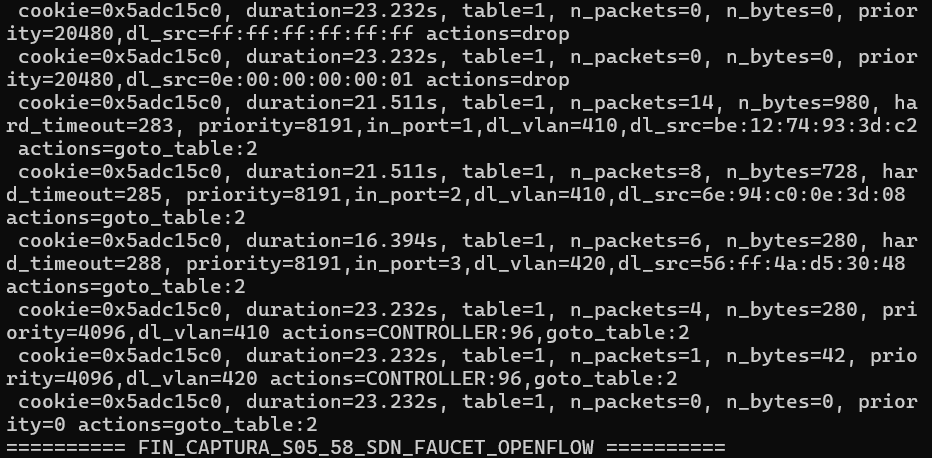 cookie=0x5adc15c0, duration=23.232s, table=1, n_packets=0, n_bytes=0, prior
ity=20480,dl_src=ff:ff:ff:ff:ff:ff actions=drop
cookie=0x5adc15c0, duration=23.232s, table=1, n_packets=0, n_bytes=0, prior
ity=20480,dl_src=0e:00:00:00:00:01 actions=drop
cookie=0x5adc15c0, duration=21.511s, table=1, n_packets=14, n_bytes=980, ha
rd_timeout=283, priority=8191,in_port=1,dl_vlan=410,dl_src=be:12:74:93:3d:c2
actions=goto_table:2
cookie=0x5adc15c0, duration=21.511s, table=1, n_packets=8, n_bytes=728, har
d_timeout=285, priority=8191,in_port=2,dl_vlan=410,dl_src=6e:94:c0:0e:3d:08
actions=goto_table:2
cookie=0x5adc15c0, duration=16.394s, table=1, n_packets=6, n_bytes=280, har
d_timeout=288, priority=8191,in_port=3,dl_vlan=420,dl_src=56:ff:4a:d5:30:48
actions=goto_table:2
cookie=0x5adc15c0, duration=23.232s, table=1, n_packets=4, n_bytes=280, pri
ority=4096,dl_vlan=410 actions=CONTROLLER:96,goto_table:2
cookie=0x5adc15c0, duration=23.232s, table=1, n_packets=1, n_bytes=42, prio
rity=4096,dl_vlan=420 actions=CONTROLLER:96,goto_table:2
cookie=0x5adc15c0, duration=23.232s, table=1, n_packets=0, n_bytes=0, prior
ity=0 actions=goto_table:2
========== FIN_CAPTURA_S05_58_SDN_FAUCET_OPENFLOW ==========